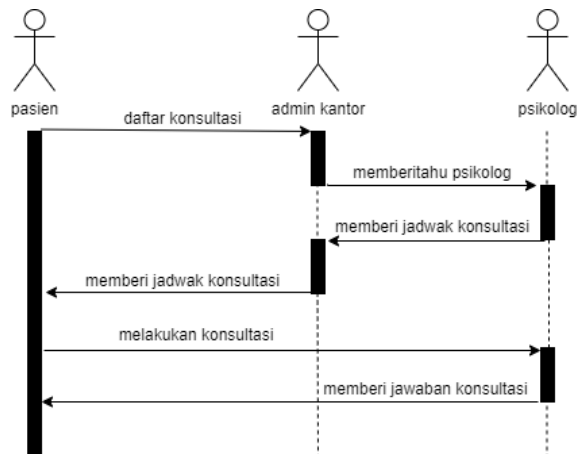 pasien
admin kantor
psikolog
daftar konsultasi
memberitahu psikolog
memberi jadwak konsultasi
memberi jadwak konsultasi
melakukan konsultasi
memberi jawaban konsultasi